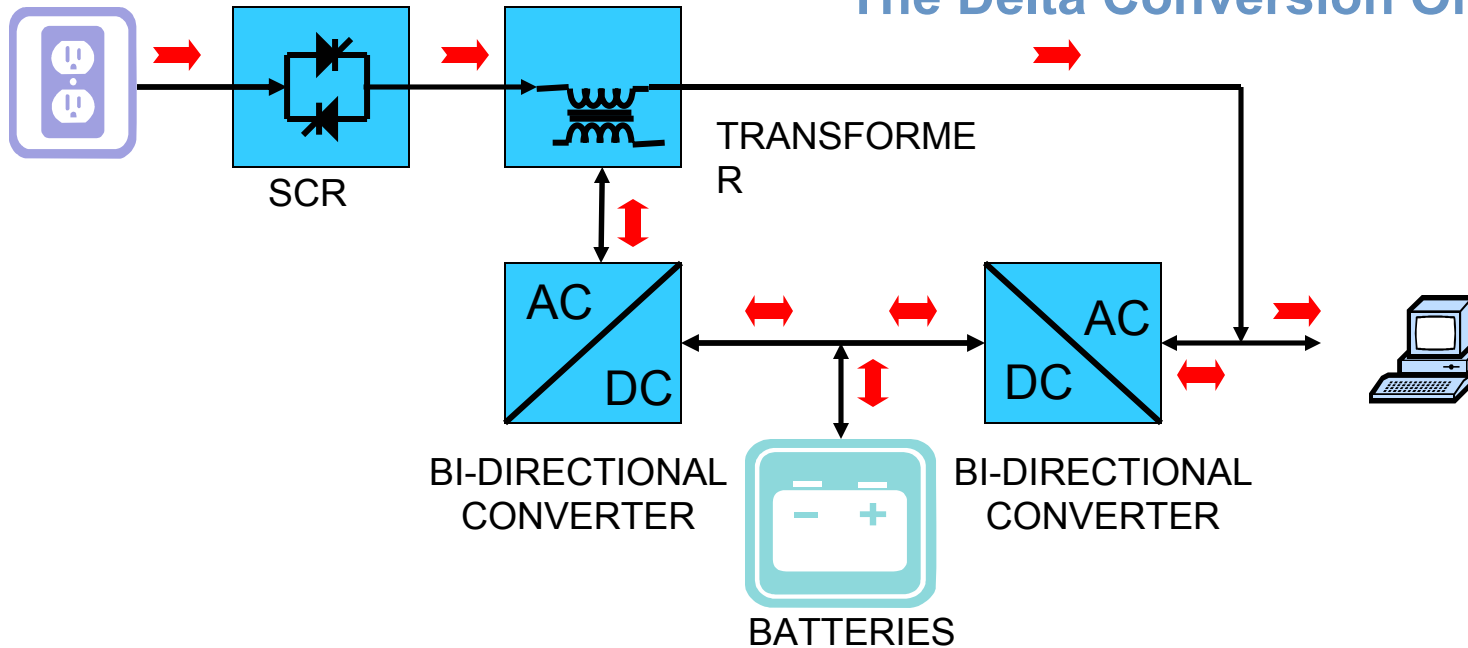 The Delta Conversion
TRANSFORME
R
SCR
AC
DC
AC
DC
BI-DIRECTIONAL
CONVERTER
BI-DIRECTIONAL
CONVERTER
BATTERIES